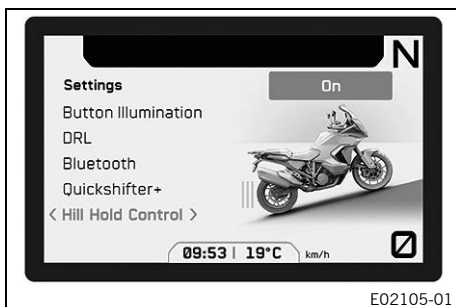 N
Settings
On
Button Illumination
DRL
Bluetooth
Quickshifter+
< Hill Hold Control >
09:53 | 19°C km/h
E02105-01